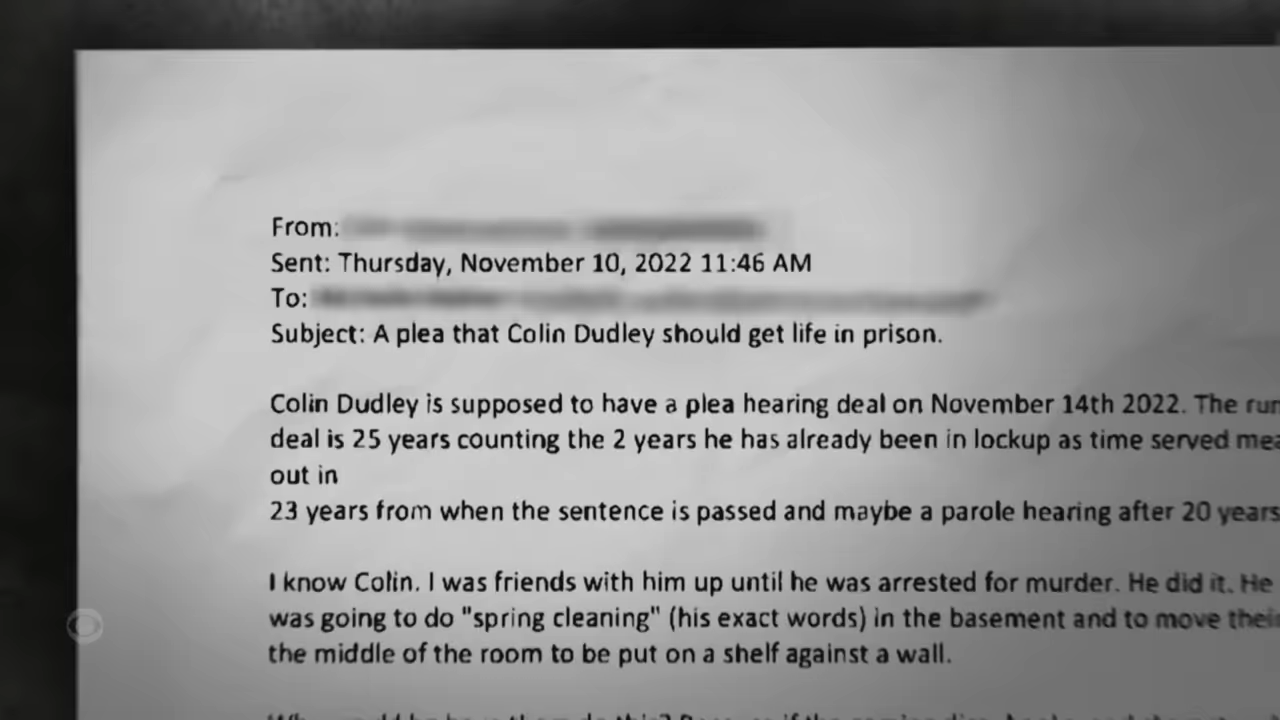 From:
Sent: Thursday, November 10, 2022 11:46 AM
To:
Subject: A plea that Colin Dudley should get life in prison.
Colin Dudley is supposed to have a plea hearing deal on November 14th 2022. The
deal is 25 years counting the 2 years he has already been in lockup as time served
out in
23 years from when the sentence is passed and maybe a parole hearing after 20 years
I know Colin. I was friends with him up until he was arrested for murder. He did it. He
was going to do "spring cleaning" (his exact words) in the basement and to move
the middle of the room to be put on a shelf against a wall.